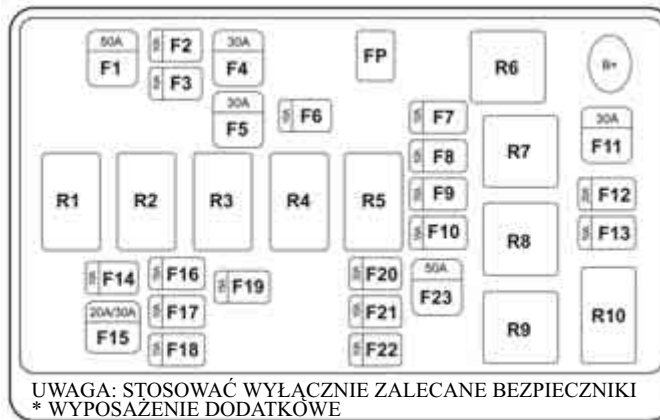 50A
F1
F2
F3
30A
F4
30A
F5
F6
FP
R6
B+
F7
F8
F9
F10
R7
30A
F11
F12
F13
R1
R2
R3
R4
R5
R8
F14
20A/30A
F15
F16
F17
F18
F19
F20
F21
F22
50A
F23
R9
R10
UWAGA: STOSOWAĆ WYŁĄCZNIE ZALECANE BEZPIECZNIKI
* WYPOSAŻENIE DODATKOWE